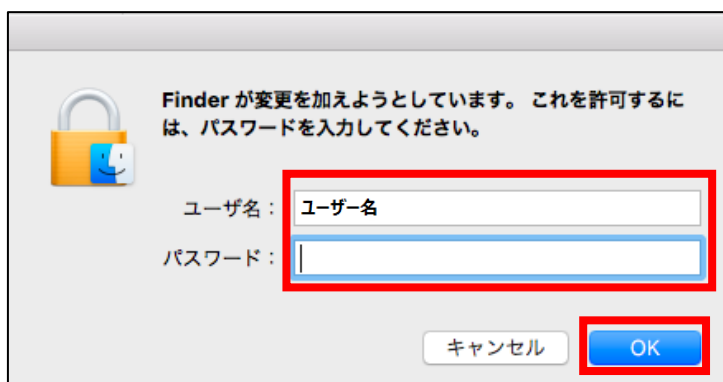 Finder が変更を加えようとしています。 これを許可するに
は、パスワードを入力してください。
ユーザ名：
ユーザー名
パスワード：
キャンセル
OK